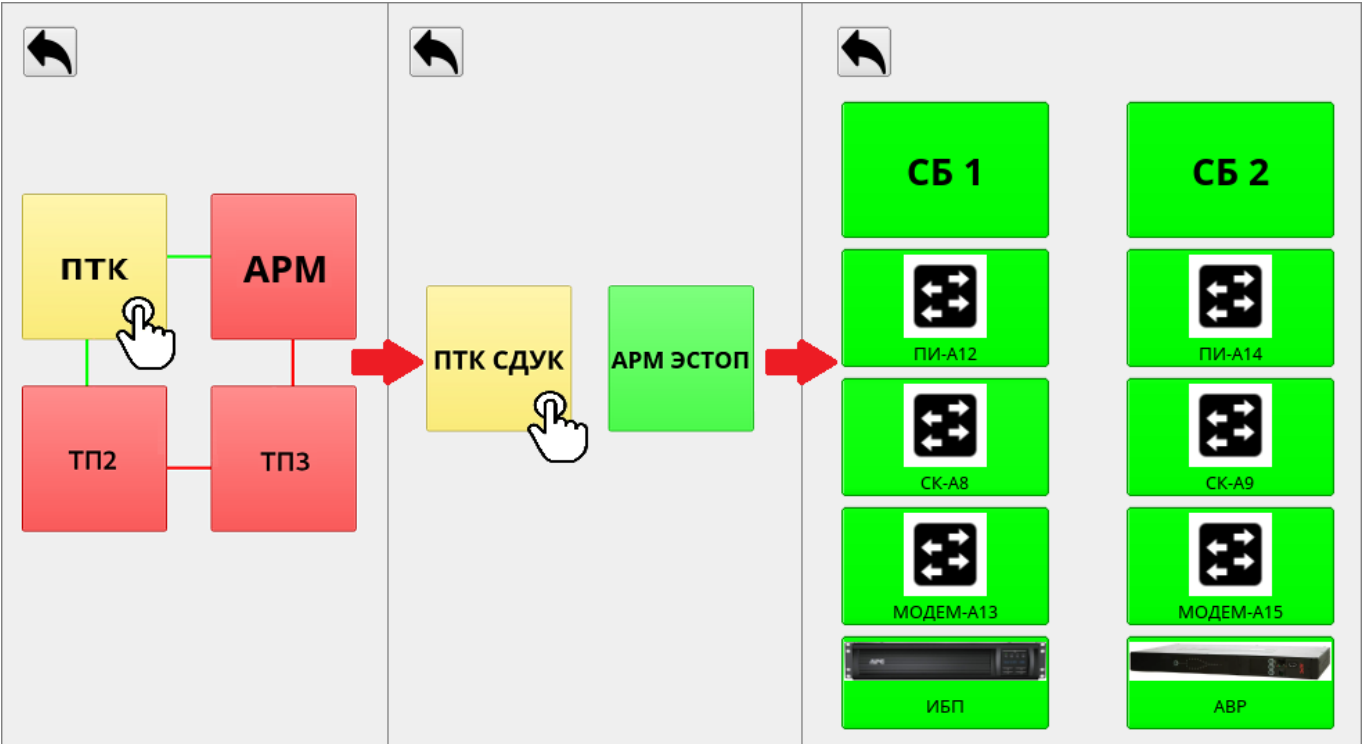 ПТК
АРМ
ТП2
ТП3
ПТК СДУК
АРМ ЭСТОП
СБ 1
СБ 2
ПИ-А12
ПИ-А14
СК-А8
СК-А9
МОДЕМ-А13
МОДЕМ-А15
APC
ИБП
АВР